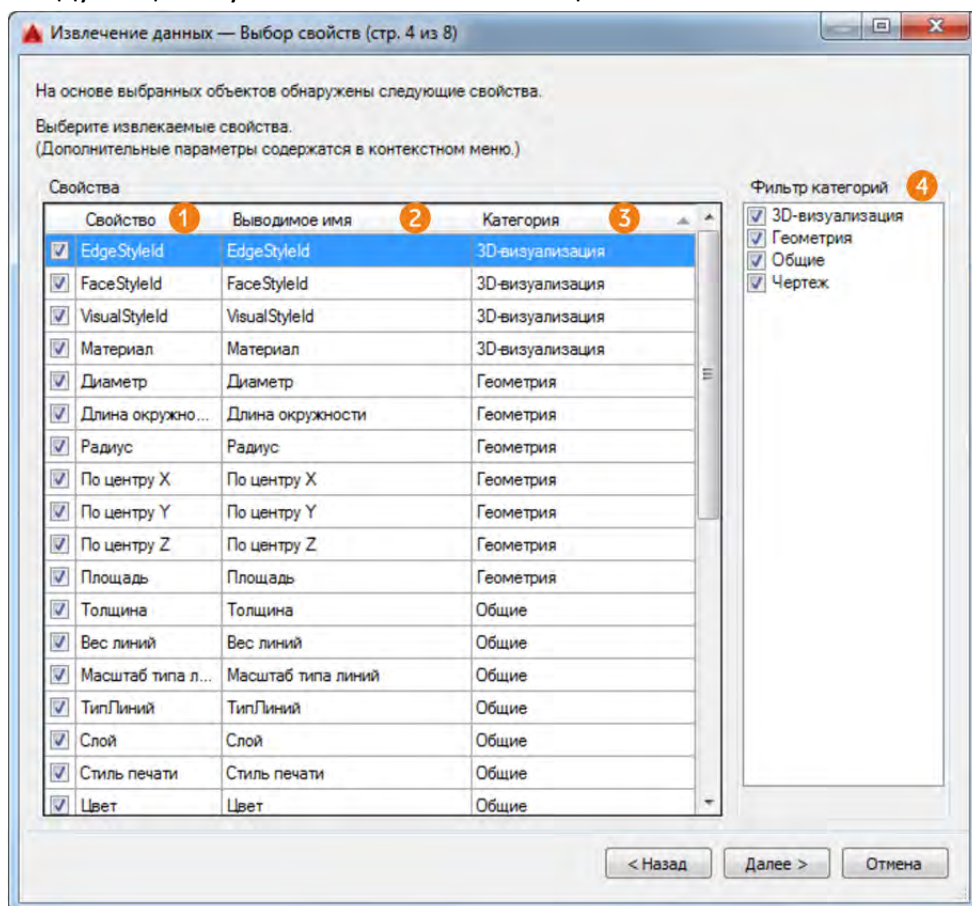 Извлечение данных — Выбор свойств (стр. 4 из 8)
На основе выбранных объектов обнаружены следующие свойства.
Выберите извлекаемые свойства.
(Дополнительные параметры содержатся в контекстном меню.)
Свойства
Свойство 1 Выводимое имя 2 Категория 3
EdgeStyleId EdgeStyleId 3D-визуализация
FaceStyleId FaceStyleId 3D-визуализация
VisualStyleId VisualStyleId 3D-визуализация
Материал Материал 3D-визуализация
Диаметр Диаметр Геометрия
Длина окружно... Длина окружности Геометрия
Радиус Радиус Геометрия
По центру X По центру X Геометрия
По центру Y По центру Y Геометрия
По центру Z По центру Z Геометрия
Площадь Площадь Геометрия
Толщина Толщина Общие
Вес линий Вес линий Общие
Масштаб типа л... Масштаб типа линий Общие
ТипЛиний ТипЛиний Общие
Слой Слой Общие
Стиль печати Стиль печати Общие
Цвет Цвет Общие
Фильтр категорий 4
3D-визуализация
Геометрия
Общие
Чертеж
< Назад Далее > Отмена